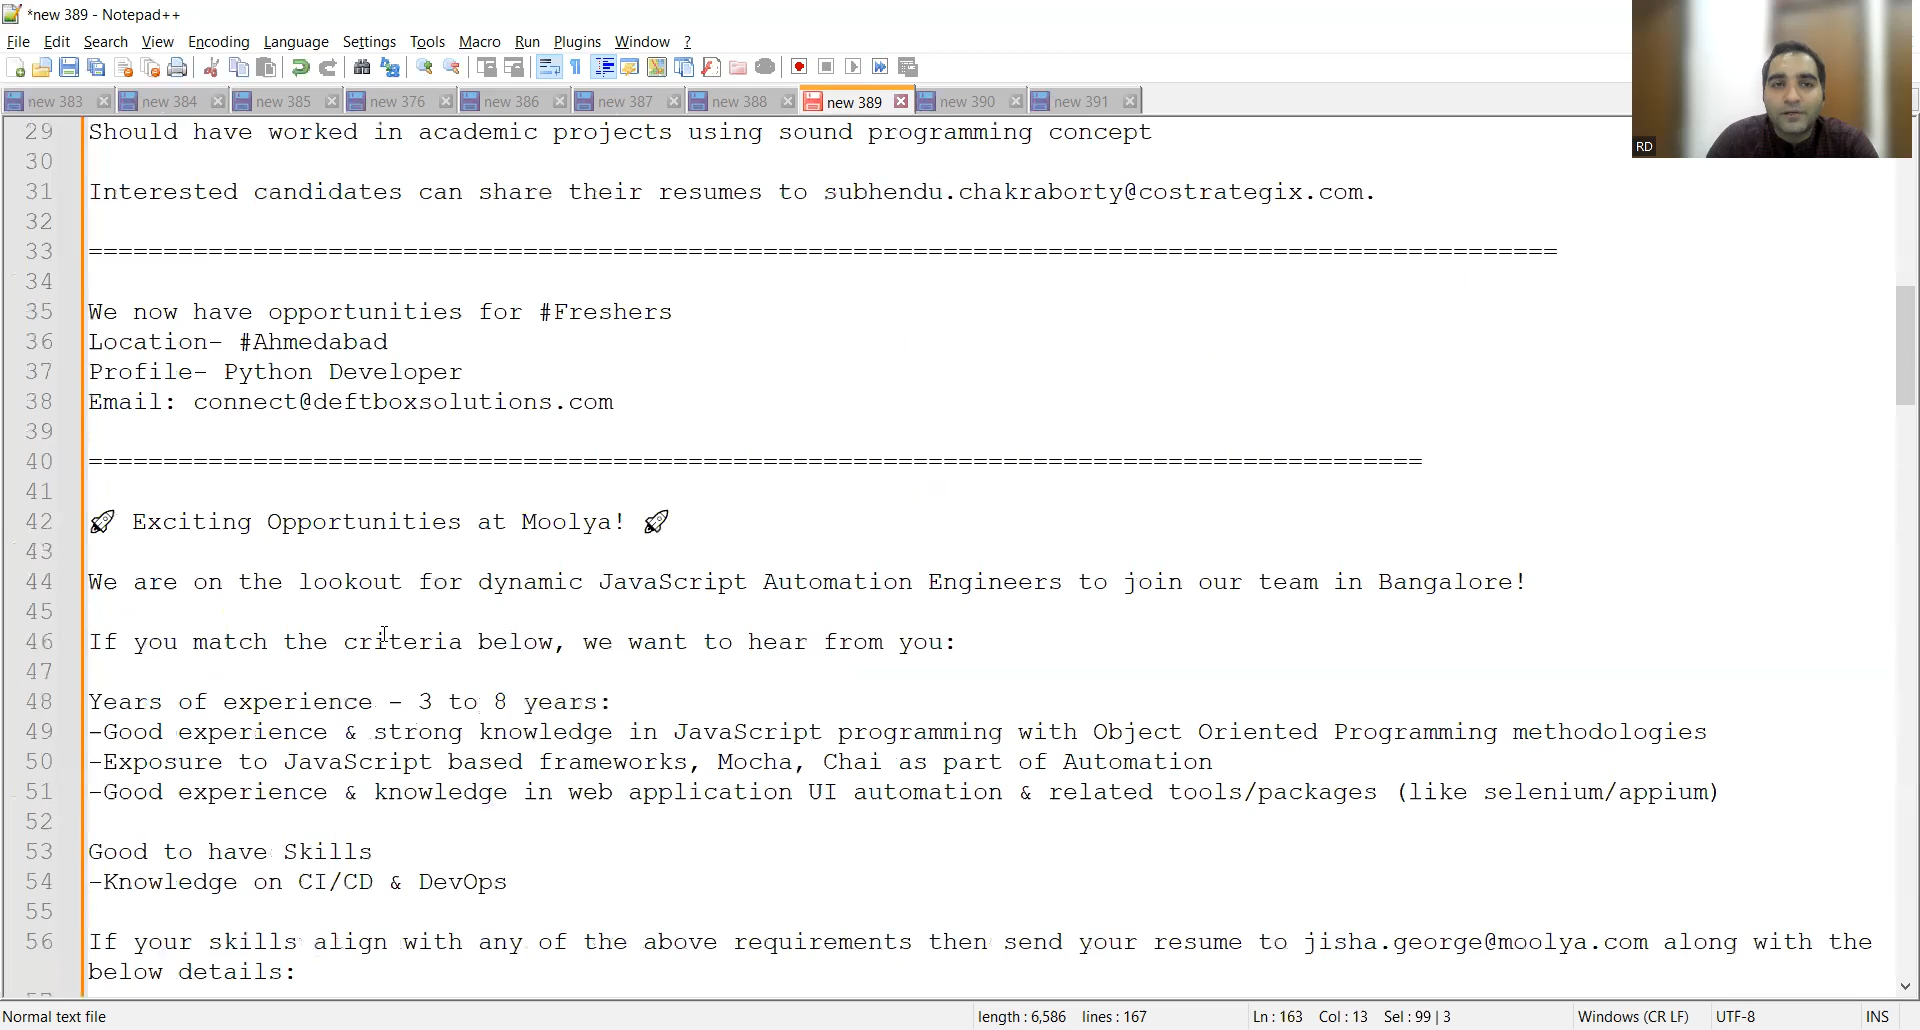 *new 389 - Notepad++
File Edit Search View Encoding Language Settings Tools Macro Run Plugins Window ?
new 383 new 384 new 385 new 376 new 386 new 387 new 388 new 389 new 390 new 391
RD
29 Should have worked in academic projects using sound programming concept
30
31 Interested candidates can share their resumes to subhendu.chakraborty@costrategix.com.
32
33 ==================================================================================================
34
35 We now have opportunities for #Freshers
36 Location- #Ahmedabad
37 Profile- Python Developer
38 Email: connect@deftboxsolutions.com
39
40 =========================================================================================
41
42 🚀 Exciting Opportunities at Moolya! 🚀
43
44 We are on the lookout for dynamic JavaScript Automation Engineers to join our team in Bangalore!
45
46 If you match the criteria below, we want to hear from you:
47
48 Years of experience - 3 to 8 years:
49 -Good experience & strong knowledge in JavaScript programming with Object Oriented Programming methodologies
50 -Exposure to JavaScript based frameworks, Mocha, Chai as part of Automation
51 -Good experience & knowledge in web application UI automation & related tools/packages (like selenium/appium)
52
53 Good to have Skills
54 -Knowledge on CI/CD & DevOps
55
56 If your skills align with any of the above requirements then send your resume to jisha.george@moolya.com along with the
below details:
Normal text file length : 6,586 lines : 167 Ln : 163 Col : 13 Sel : 99 | 3 Windows (CR LF) UTF-8 INS